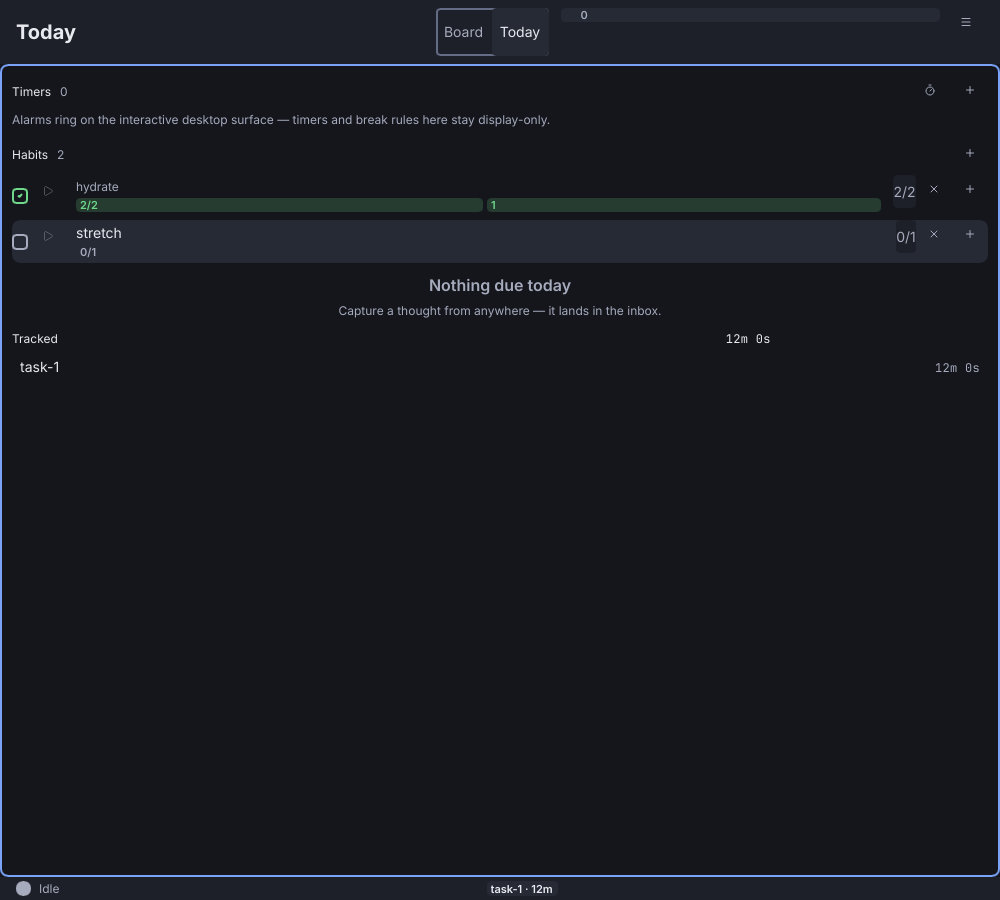 Today
Board Today
0
Timers 0
Alarms ring on the interactive desktop surface — timers and break rules here stay display-only.
Habits 2
hydrate
2/2 1
2/2
stretch
0/1
0/1
Nothing due today
Capture a thought from anywhere — it lands in the inbox.
Tracked 12m 0s
task-1 12m 0s
Idle task-1 · 12m